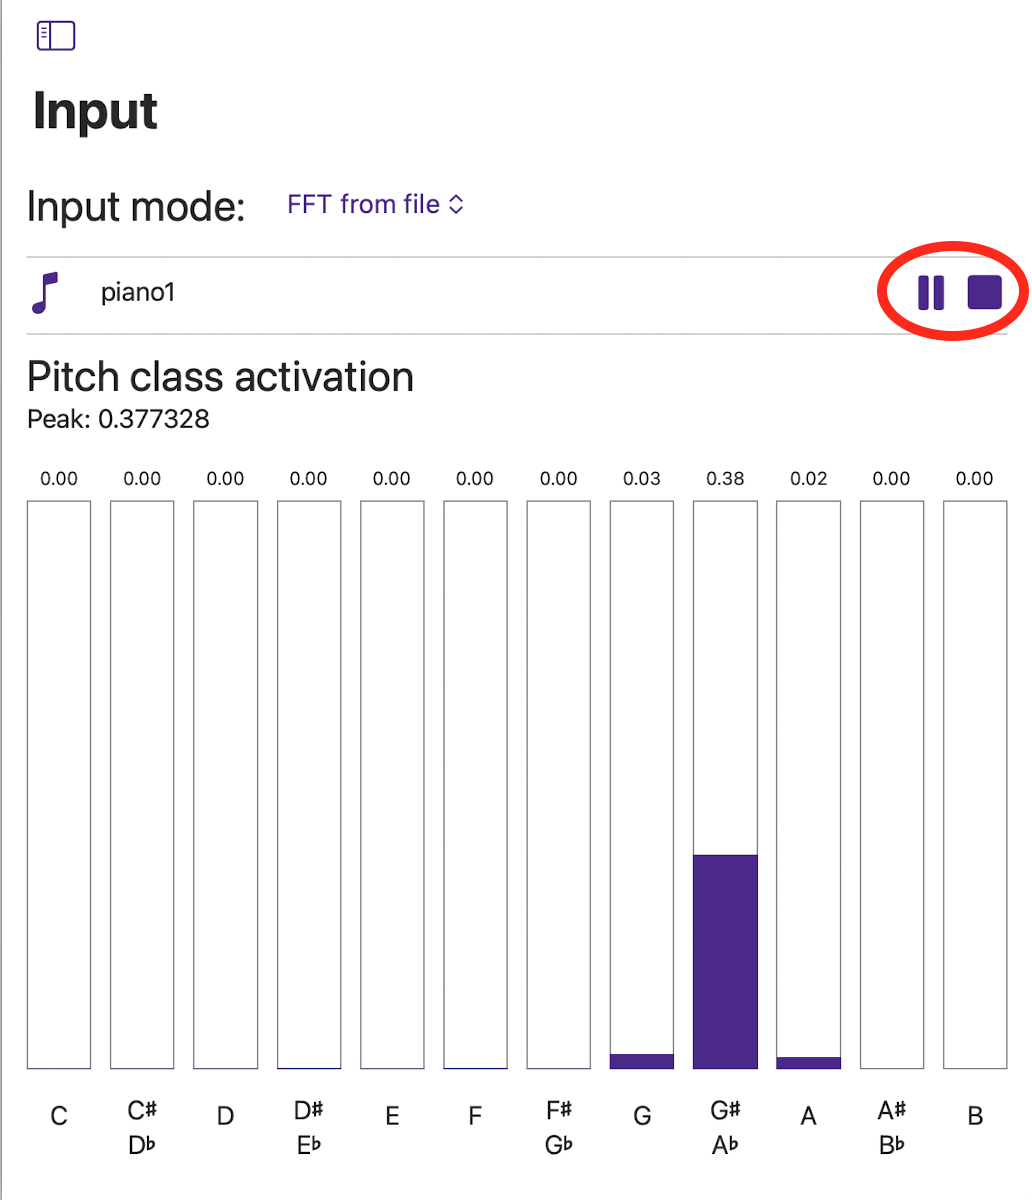 Input
Input mode: FFT from file
piano1
Pitch class activation
Peak: 0.377328
0.00 0.00 0.00 0.00 0.00 0.00 0.00 0.03 0.38 0.02 0.00 0.00
C C♯ D D♯ E F F♯ G G♯ A A♯ B
D♭ E♭ G♭ A♭ B♭